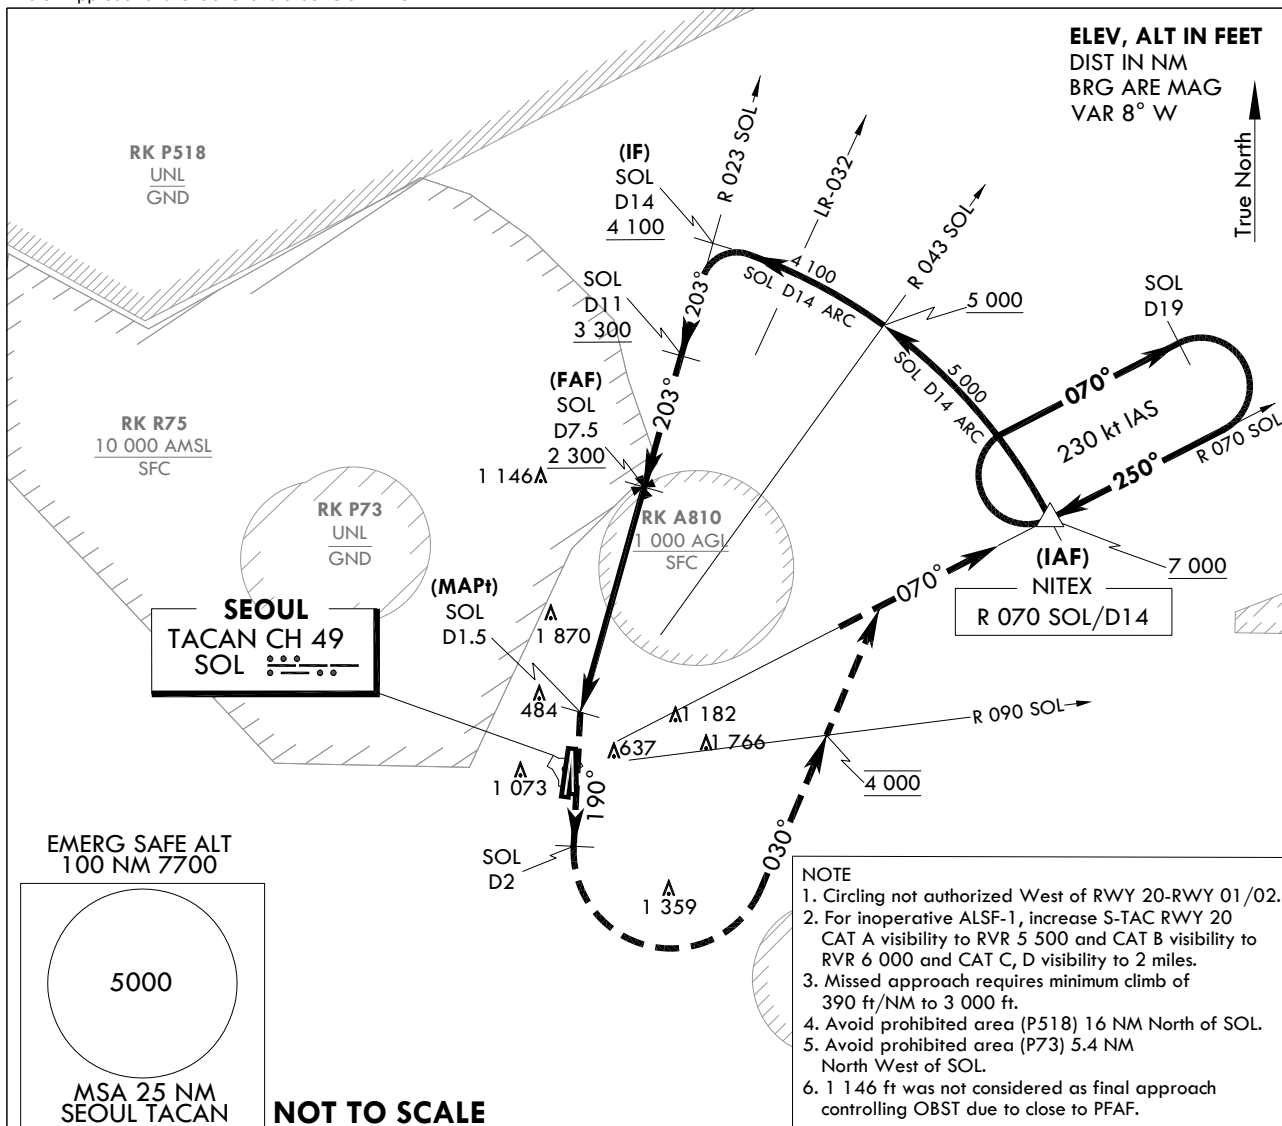 ELEV, ALT IN FEET
DIST IN NM
BRG ARE MAG
VAR 8° W
True North
RK P518
UNL
GND
(IF)
SOL
D14
4 100
R 023 SOL
LR-032
R 043 SOL
4 100
SOL D14 ARC
5 000
5 000
SOL D14 ARC
SOL
D19
070°
230 kt IAS
250°
R 070 SOL
SOL
D11
3 300
203°
203°
(FAF)
SOL
D7.5
2 300
RK R75
10 000 AMSL
SFC
1 146
RK P73
UNL
GND
RK A810
1 000 AGL
SFC
070°
(IAF)
NITEX
R 070 SOL/D14
7 000
SEOUL
TACAN CH 49
SOL
(MAPt)
SOL
D1.5
1 870
484
1 182
637
1 766
R 090 SOL
1 073
190°
4 000
030°
SOL
D2
1 359
EMERG SAFE ALT
100 NM 7700
5000
MSA 25 NM
SEOUL TACAN
NOT TO SCALE
NOTE
1. Circling not authorized West of RWY 20-RWY 01/02.
2. For inoperative ALSF-1, increase S-TAC RWY 20
CAT A visibility to RVR 5 500 and CAT B visibility to
RVR 6 000 and CAT C, D visibility to 2 miles.
3. Missed approach requires minimum climb of
390 ft/NM to 3 000 ft.
4. Avoid prohibited area (P518) 16 NM North of SOL.
5. Avoid prohibited area (P73) 5.4 NM
North West of SOL.
6. 1 146 ft was not considered as final approach
controlling OBST due to close to PFAF.